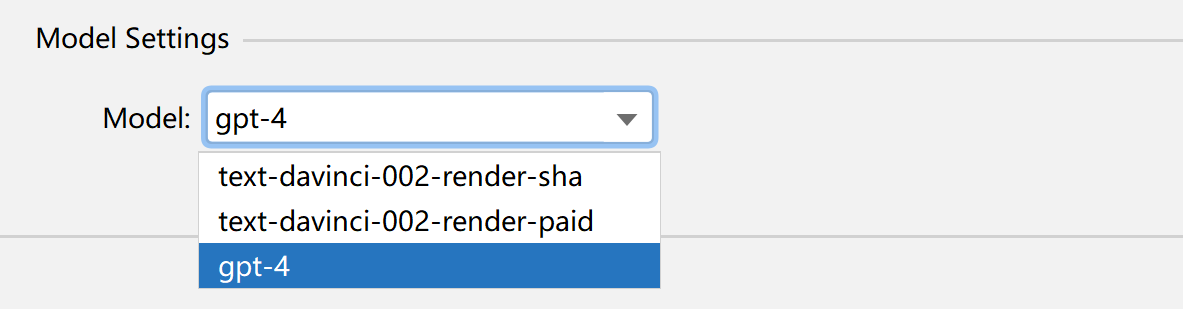 Model Settings
Model: gpt-4
text-davinci-002-render-sha
text-davinci-002-render-paid
gpt-4